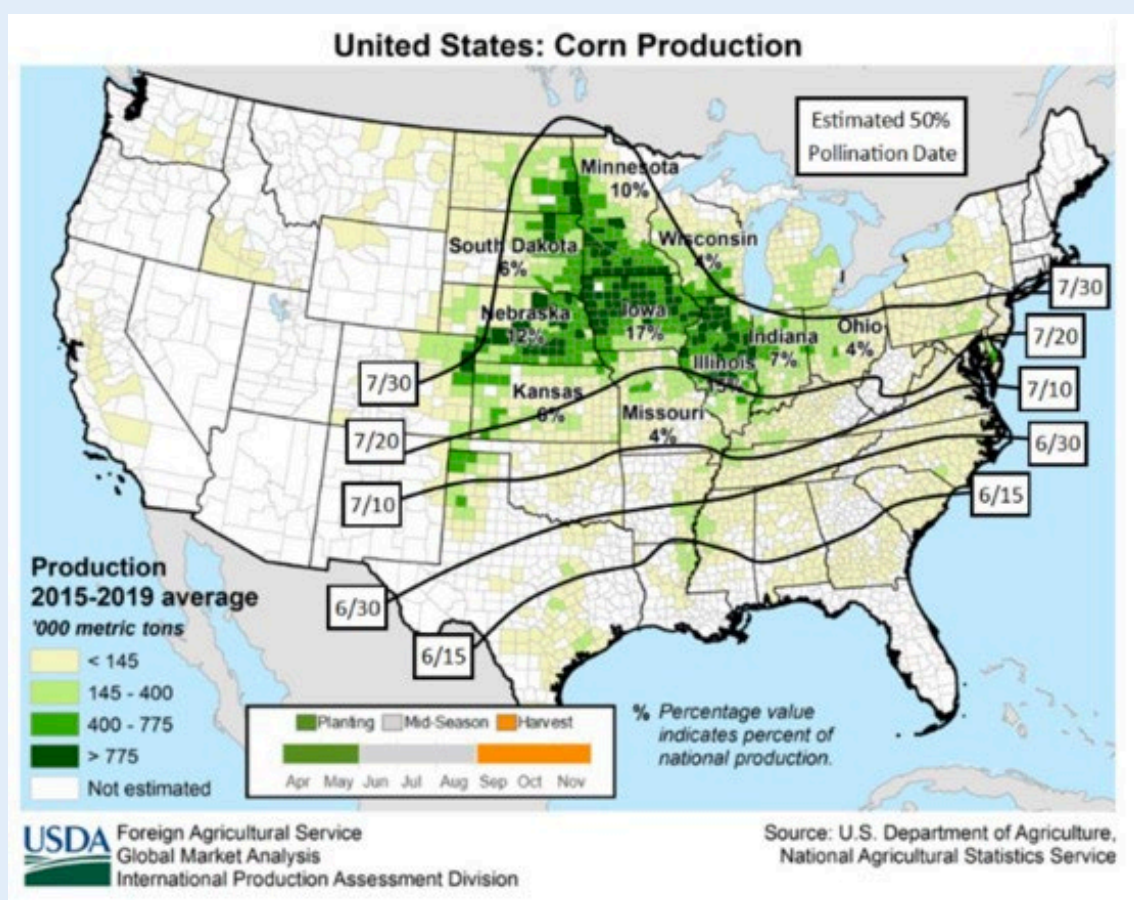 United States: Corn Production
Estimated 50%
Pollination Date
Minnesota
10%
South Dakota
6%
Wisconsin
4%
Nebraska
12%
Iowa
17%
Illinois
Indiana
7%
Ohio
4%
Kansas
6%
Missouri
4%
7/30
7/20
7/10
6/30
6/15
7/30
7/20
7/10
6/30
6/15
Production
2015-2019 average
'000 metric tons
< 145
145 - 400
400 - 775
> 775
Not estimated
Planting Mid-Season Harvest
Apr May Jun Jul Aug Sep Oct Nov
% Percentage value
indicates percent of
national production.
USDA
Foreign Agricultural Service
Global Market Analysis
International Production Assessment Division
Source: U.S. Department of Agriculture,
National Agricultural Statistics Service